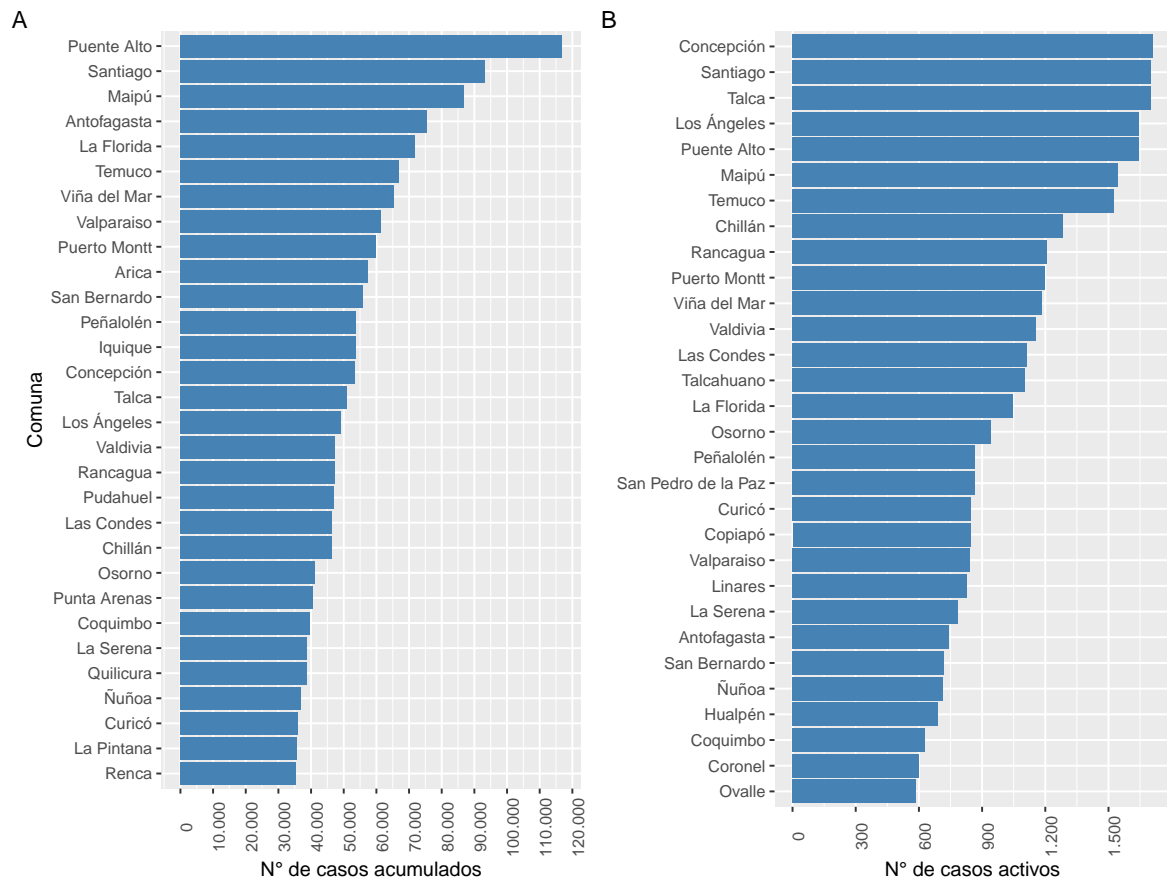 A
Puente Alto
Santiago
Maipú
Antofagasta
La Florida
Temuco
Viña del Mar
Valparaiso
Puerto Montt
Arica
San Bernardo
Peñalolén
Iquique
Concepción
Talca
Los Ángeles
Valdivia
Rancagua
Pudahuel
Las Condes
Chillán
Osorno
Punta Arenas
Coquimbo
La Serena
Quilicura
Ñuñoa
Curicó
La Pintana
Renca
Comuna
0
10.000
20.000
30.000
40.000
50.000
60.000
70.000
80.000
90.000
100.000
110.000
120.000
N° de casos acumulados
B
Concepción
Santiago
Talca
Los Ángeles
Puente Alto
Maipú
Temuco
Chillán
Rancagua
Puerto Montt
Viña del Mar
Valdivia
Las Condes
Talcahuano
La Florida
Osorno
Peñalolén
San Pedro de la Paz
Curicó
Copiapó
Valparaiso
Linares
La Serena
Antofagasta
San Bernardo
Ñuñoa
Hualpén
Coquimbo
Coronel
Ovalle
0
300
600
900
1.200
1.500
N° de casos activos